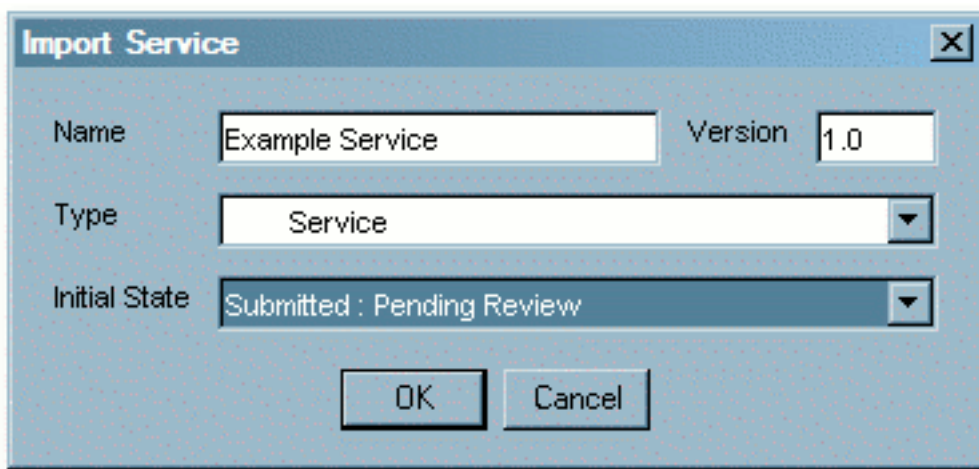 Import Service
Name Example Service Version 1.0
Type Service
Initial State Submitted : Pending Review
OK Cancel